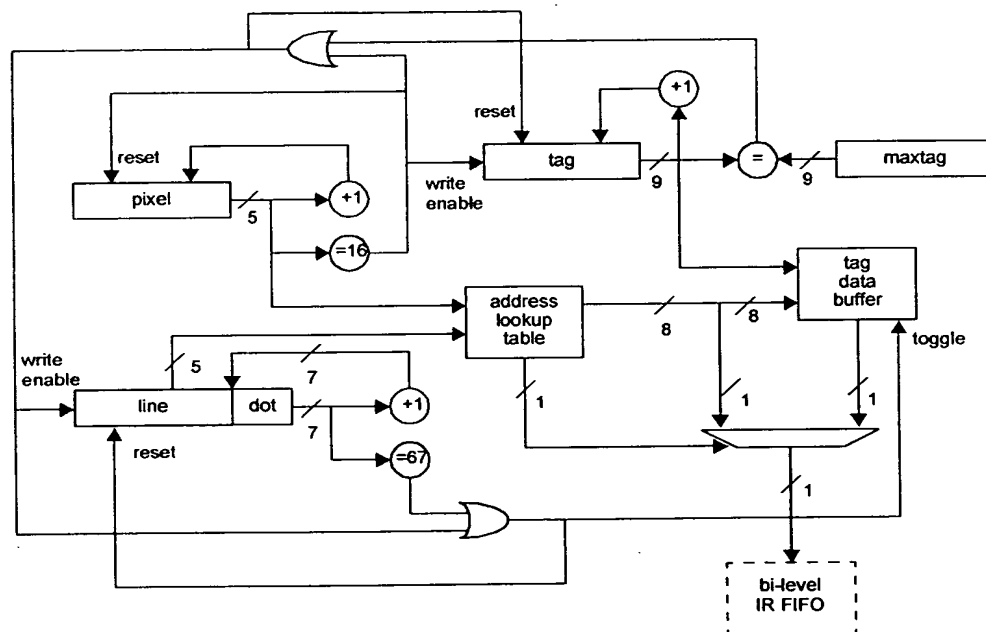 reset
+1
reset
tag
9
=
9
maxtag
write
enable
+1
pixel
5
=16
address
lookup
table
8
8
tag
data
buffer
toggle
write
enable
5
7
1
1
1
line
dot
7
+1
reset
=67
1
bi-level
IR FIFO